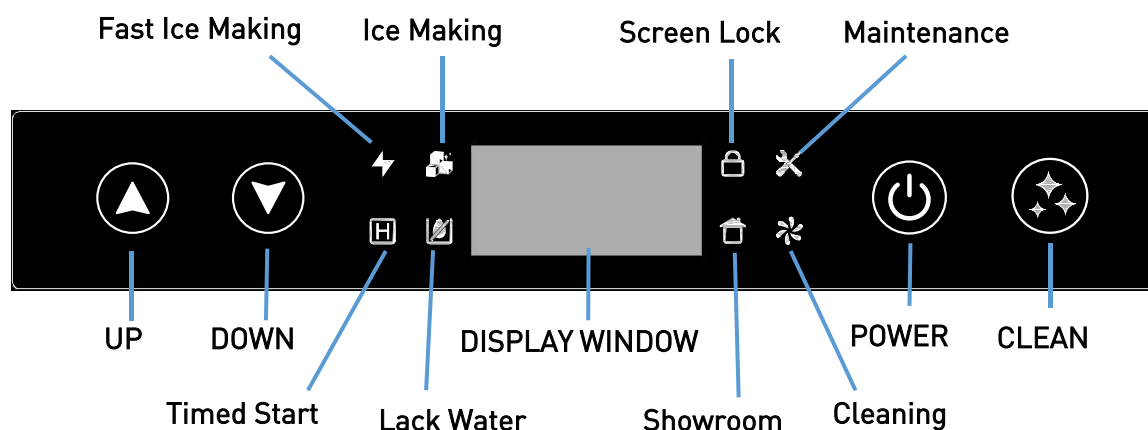 Fast Ice Making
Ice Making
Screen Lock
Maintenance
H
UP
DOWN
DISPLAY WINDOW
POWER
CLEAN
Timed Start
Lack Water
Showroom
Cleaning